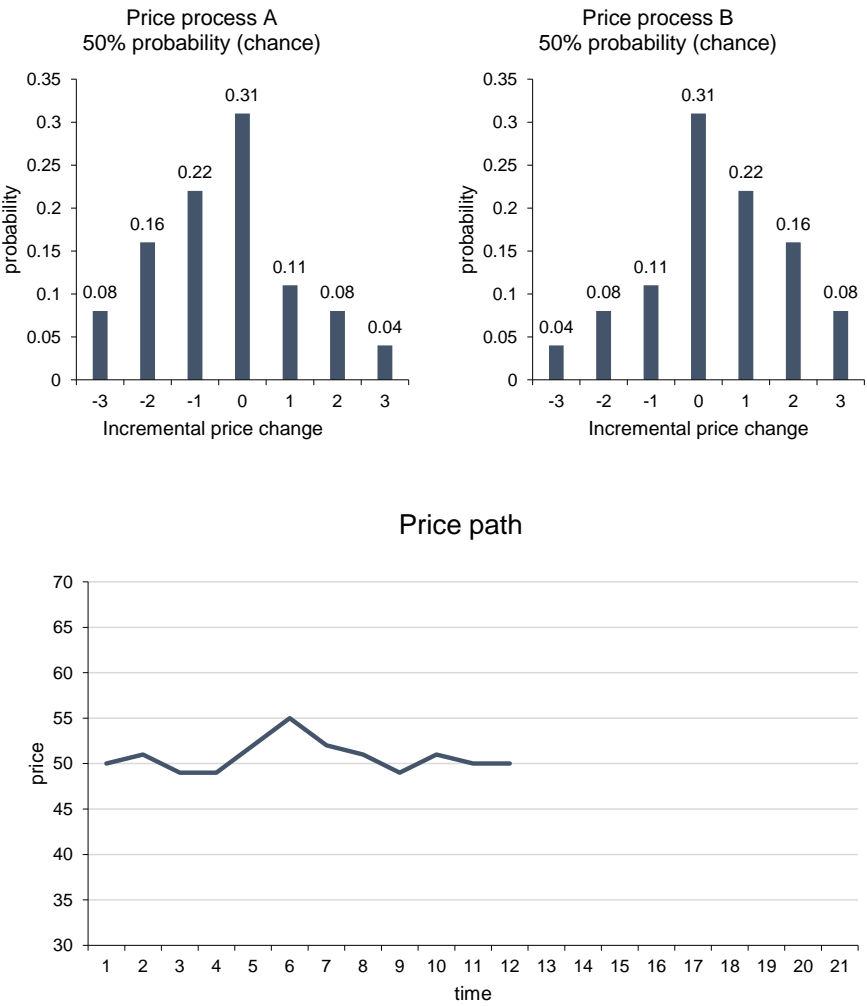 Price process A
50% probability (chance)
0.35
0.3
0.25
0.2
0.15
0.1
0.05
0
probability
0.08
0.16
0.22
0.31
0.11
0.08
0.04
-3 -2 -1 0 1 2 3
Incremental price change
Price process B
50% probability (chance)
0.35
0.3
0.25
0.2
0.15
0.1
0.05
0
probability
0.04
0.08
0.11
0.31
0.22
0.16
0.08
-3 -2 -1 0 1 2 3
Incremental price change
Price path
70
65
60
55
50
45
40
35
30
price
1 2 3 4 5 6 7 8 9 10 11 12 13 14 15 16 17 18 19 20 21
time